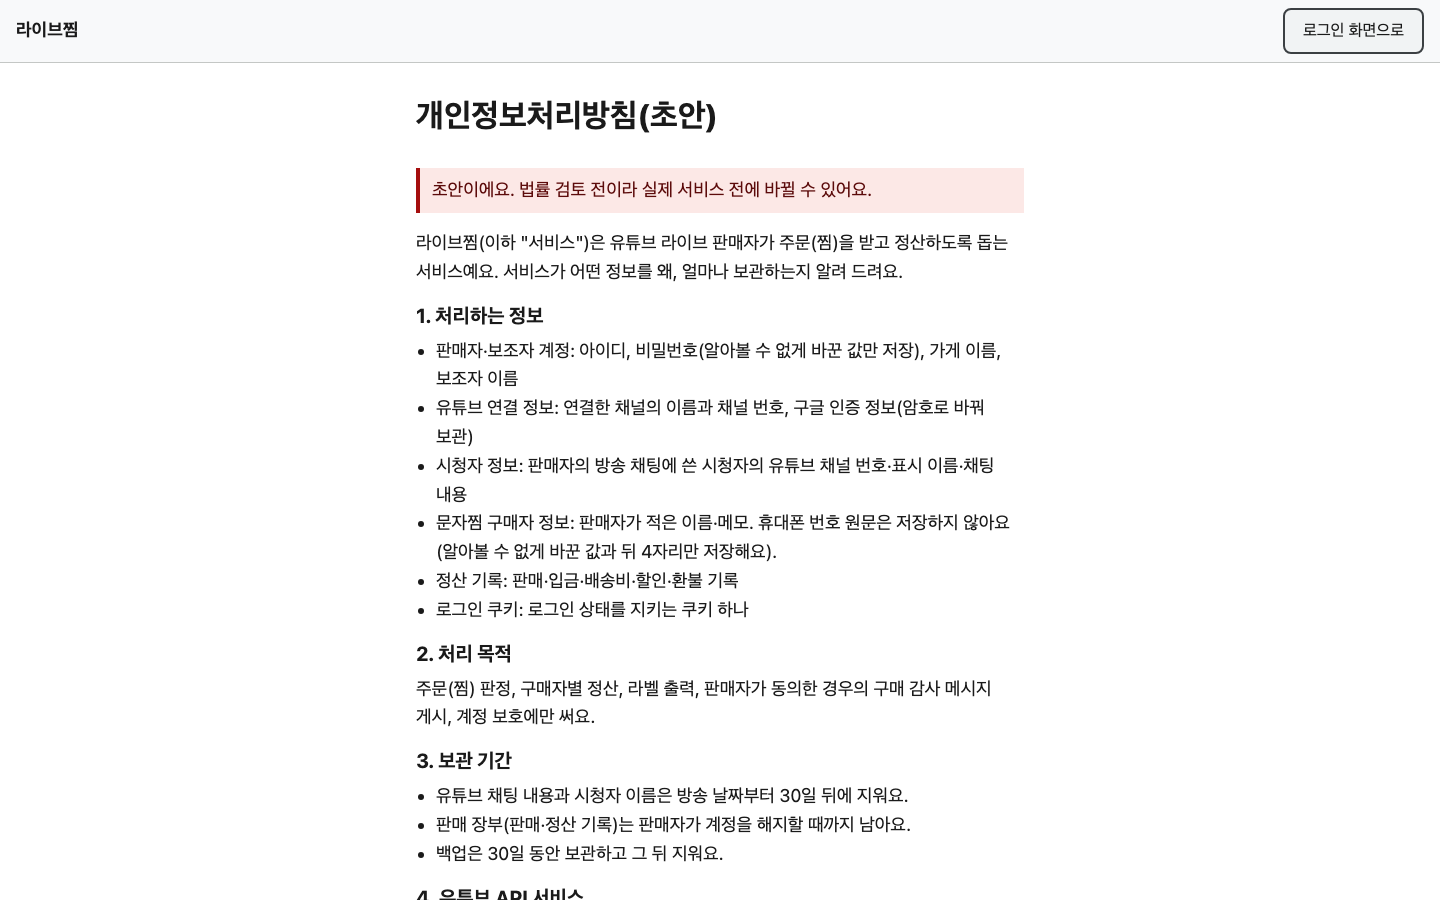 라이브찜
로그인 화면으로
개인정보처리방침(초안)
초안이에요. 법률 검토 전이라 실제 서비스 전에 바뀔 수 있어요.
라이브찜(이하 "서비스")은 유튜브 라이브 판매자가 주문(찜)을 받고 정산하도록 돕는
서비스예요. 서비스가 어떤 정보를 왜, 얼마나 보관하는지 알려 드려요.
1. 처리하는 정보
• 판매자·보조자 계정: 아이디, 비밀번호(알아볼 수 없게 바꾼 값만 저장), 가게 이름,
보조자 이름
• 유튜브 연결 정보: 연결한 채널의 이름과 채널 번호, 구글 인증 정보(암호로 바꿔
보관)
• 시청자 정보: 판매자의 방송 채팅에 쓴 시청자의 유튜브 채널 번호·표시 이름·채팅
내용
• 문자찜 구매자 정보: 판매자가 적은 이름·메모. 휴대폰 번호 원문은 저장하지 않아요
(알아볼 수 없게 바꾼 값과 뒤 4자리만 저장해요).
• 정산 기록: 판매·입금·배송비·할인·환불 기록
• 로그인 쿠키: 로그인 상태를 지키는 쿠키 하나
2. 처리 목적
주문(찜) 판정, 구매자별 정산, 라벨 출력, 판매자가 동의한 경우의 구매 감사 메시지
게시, 계정 보호에만 써요.
3. 보관 기간
• 유튜브 채팅 내용과 시청자 이름은 방송 날짜부터 30일 뒤에 지워요.
• 판매 장부(판매·정산 기록)는 판매자가 계정을 해지할 때까지 남아요.
• 백업은 30일 동안 보관하고 그 뒤 지워요.
4. 유튜브 API 서비스